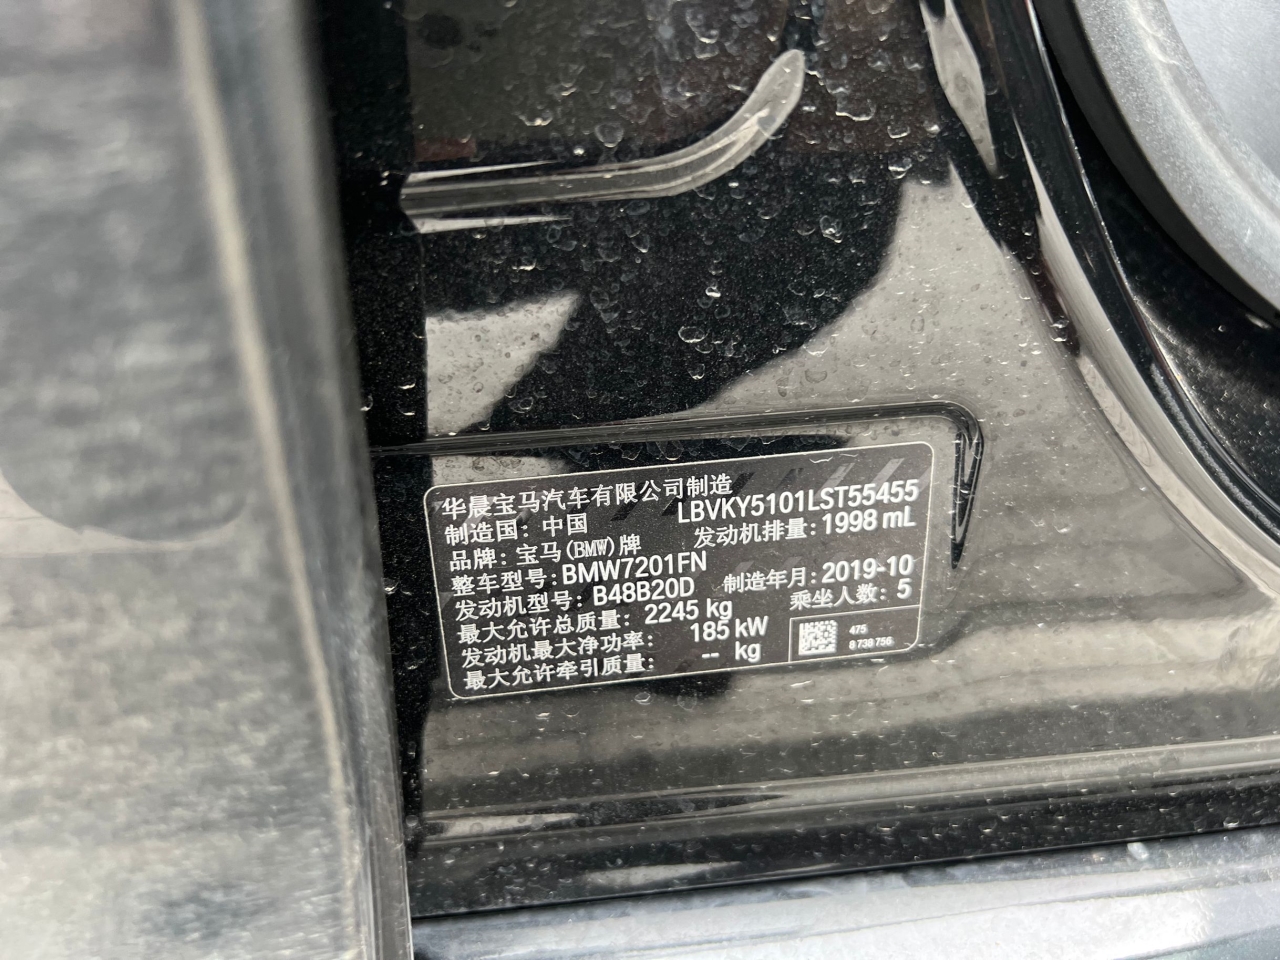 华晨宝马汽车有限公司制造
制造国：中国 LBVKY5101LST55455
品牌：宝马(BMW)牌 发动机排量：1998 mL
整车型号：BMW7201FN
发动机型号：B48B20D 制造年月：2019-10
最大允许总质量：2245 kg 乘坐人数：5
发动机最大净功率：185 kW
最大允许牵引质量：-- kg
475
8 738 756